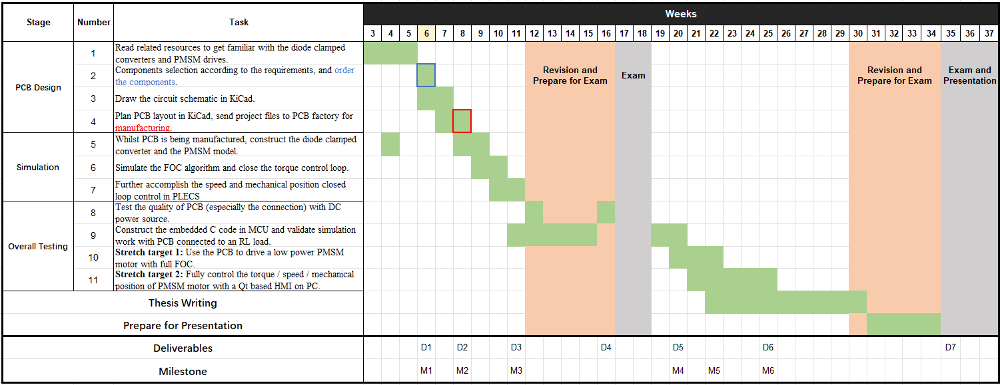 Stage Number Task Weeks
3 4 5 6 7 8 9 10 11 12 13 14 15 16 17 18 19 20 21 22 23 24 25 26 27 28 29 30 31 32 33 34 35 36 37
PCB Design
1 Read related resources to get familiar with the diode clamped
converters and PMSM drives.
2 Components selection according to the requirements, and order
the components.
3 Draw the circuit schematic in KiCad.
4 Plan PCB layout in KiCad, send project files to PCB factory for
manufacturing.
Simulation
5 Whilst PCB is being manufactured, construct the diode clamped
converter and the PMSM model.
6 Simulate the FOC algorithm and close the torque control loop.
7 Further accomplish the speed and mechanical position closed
loop control in PLECS
Overall Testing
8 Test the quality of PCB (especially the connection) with DC
power source.
9 Construct the embedded C code in MCU and validate simulation
work with PCB connected to an RL load.
10 Stretch target 1: Use the PCB to drive a low power PMSM
motor with full FOC.
11 Stretch target 2: Fully control the torque / speed / mechanical
position of PMSM motor with a Qt based HMI on PC.
Revision and
Prepare for Exam
Exam
Revision and
Prepare for Exam
Exam and
Presentation
Thesis Writing
Prepare for Presentation
Deliverables D1 D2 D3 D4 D5 D6 D7
Milestone M1 M2 M3 M4 M5 M6